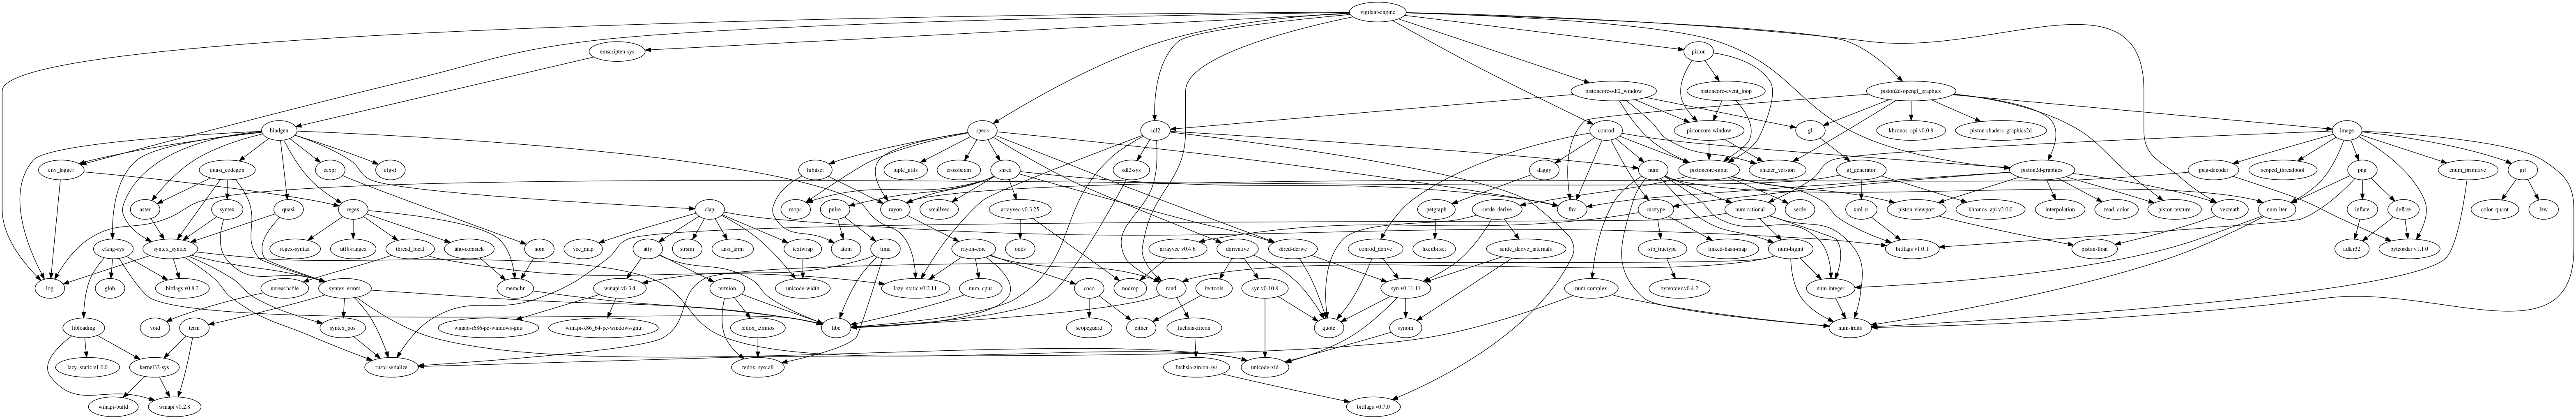 vigilant-engine
emscripten-sys
piston
pistoncore-sdl2_window
pistoncore-event_loop
piston2d-opengl_graphics
bindgen
specs
sdl2
conrod
pistoncore-window
gl
khronos_api v0.0.8
piston-shaders_graphics2d
image
env_logger
quasi_codegen
cexpr
cfg-if
hibitset
tuple_utils
crossbeam
shred
sdl2-sys
daggy
num
pistoncore-input
shader_version
gl_generator
piston2d-graphics
jpeg-decoder
scoped_threadpool
png
enum_primitive
gif
aster
syntex
quasi
regex
clap
mopa
pulse
rayon
smallvec
arrayvec v0.3.25
petgraph
serde_derive
fnv
rusttype
num-rational
serde
piston-viewport
xml-rs
khronos_api v2.0.0
interpolation
read_color
piston-texture
vecmath
num-iter
inflate
deflate
color_quant
lzw
clang-sys
syntex_syntax
regex-syntax
utf8-ranges
thread_local
aho-corasick
nom
vec_map
atty
strsim
ansi_term
textwrap
atom
time
rayon-core
odds
arrayvec v0.4.6
derivative
shred-derive
fixedbitset
conrod_derive
serde_derive_internals
stb_truetype
linked-hash-map
num-bigint
bitflags v1.0.1
piston-float
adler32
byteorder v1.1.0
log
glob
bitflags v0.8.2
unreachable
syntex_errors
memchr
winapi v0.3.4
termion
unicode-width
lazy_static v0.2.11
num_cpus
coco
nodrop
rand
itertools
syn v0.10.8
syn v0.11.11
byteorder v0.4.2
num-complex
num-integer
libloading
void
term
syntex_pos
winapi-i686-pc-windows-gnu
winapi-x86_64-pc-windows-gnu
redox_termios
libc
scopeguard
either
fuchsia-zircon
quote
synom
num-traits
lazy_static v1.0.0
kernel32-sys
rustc-serialize
redox_syscall
fuchsia-zircon-sys
unicode-xid
winapi-build
winapi v0.2.8
bitflags v0.7.0